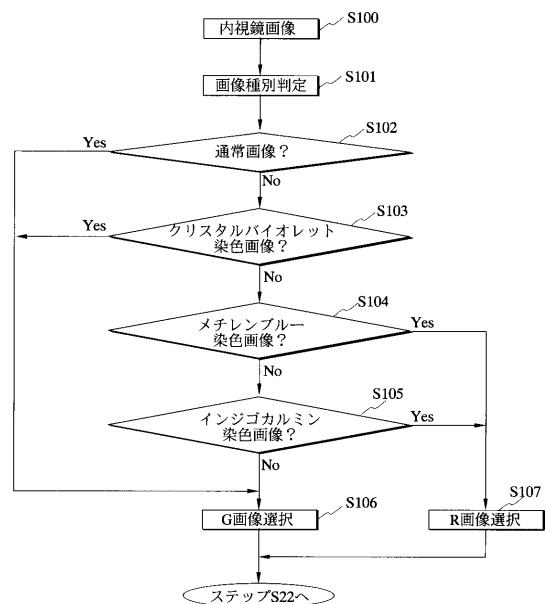 内視鏡画像
S100
画像種別判定
S101
S102
Yes
通常画像？
No
S103
Yes
クリスタルバイオレット
染色画像？
No
S104
メチレンブルー
染色画像？
Yes
No
S105
インジゴカルミン
染色画像？
Yes
No
S106
G画像選択
S107
R画像選択
ステップS22へ